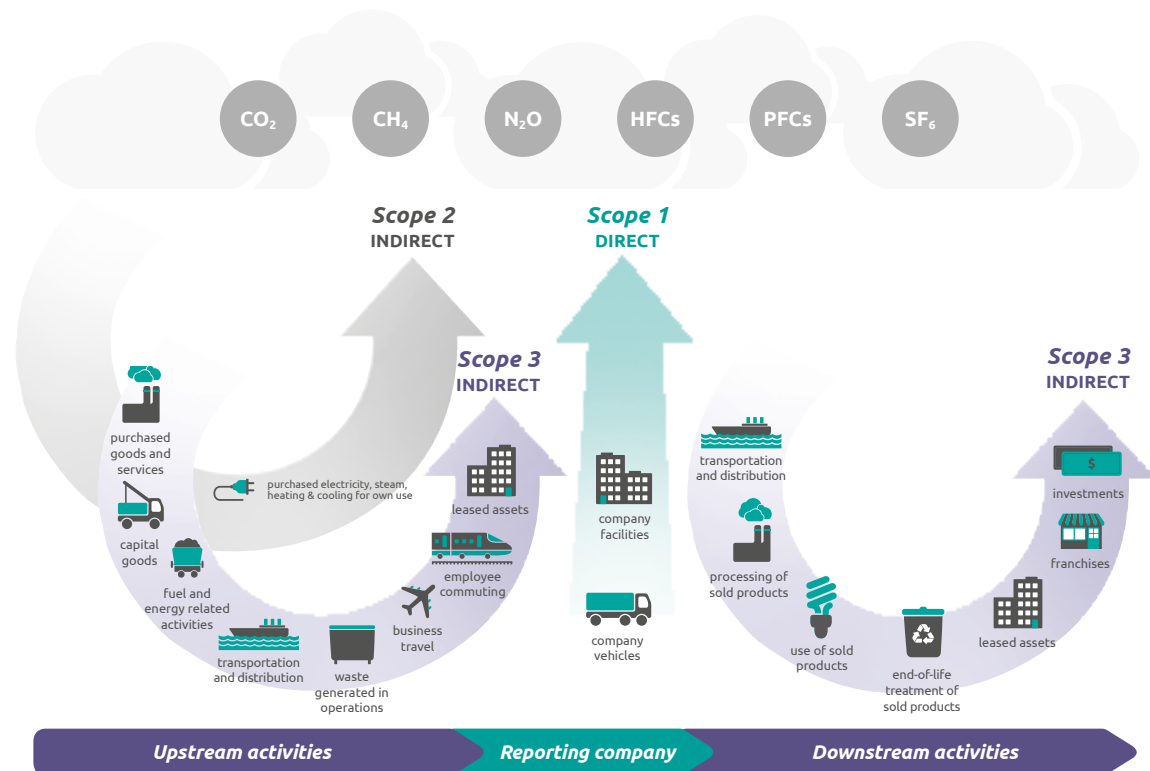 CO₂
CH₄
N₂O
HFCs
PFCs
SF₆
Scope 2
INDIRECT
Scope 1
DIRECT
Scope 3
INDIRECT
Scope 3
INDIRECT
purchased
goods and
services
capital
goods
fuel and
energy related
activities
transportation
and distribution
waste
generated in
operations
business
travel
employee
commuting
leased assets
purchased electricity, steam,
heating & cooling for own use
company
facilities
company
vehicles
transportation
and distribution
processing of
sold products
use of sold
products
end-of-life
treatment of
sold products
leased assets
franchises
$
investments
Upstream activities
Reporting company
Downstream activities